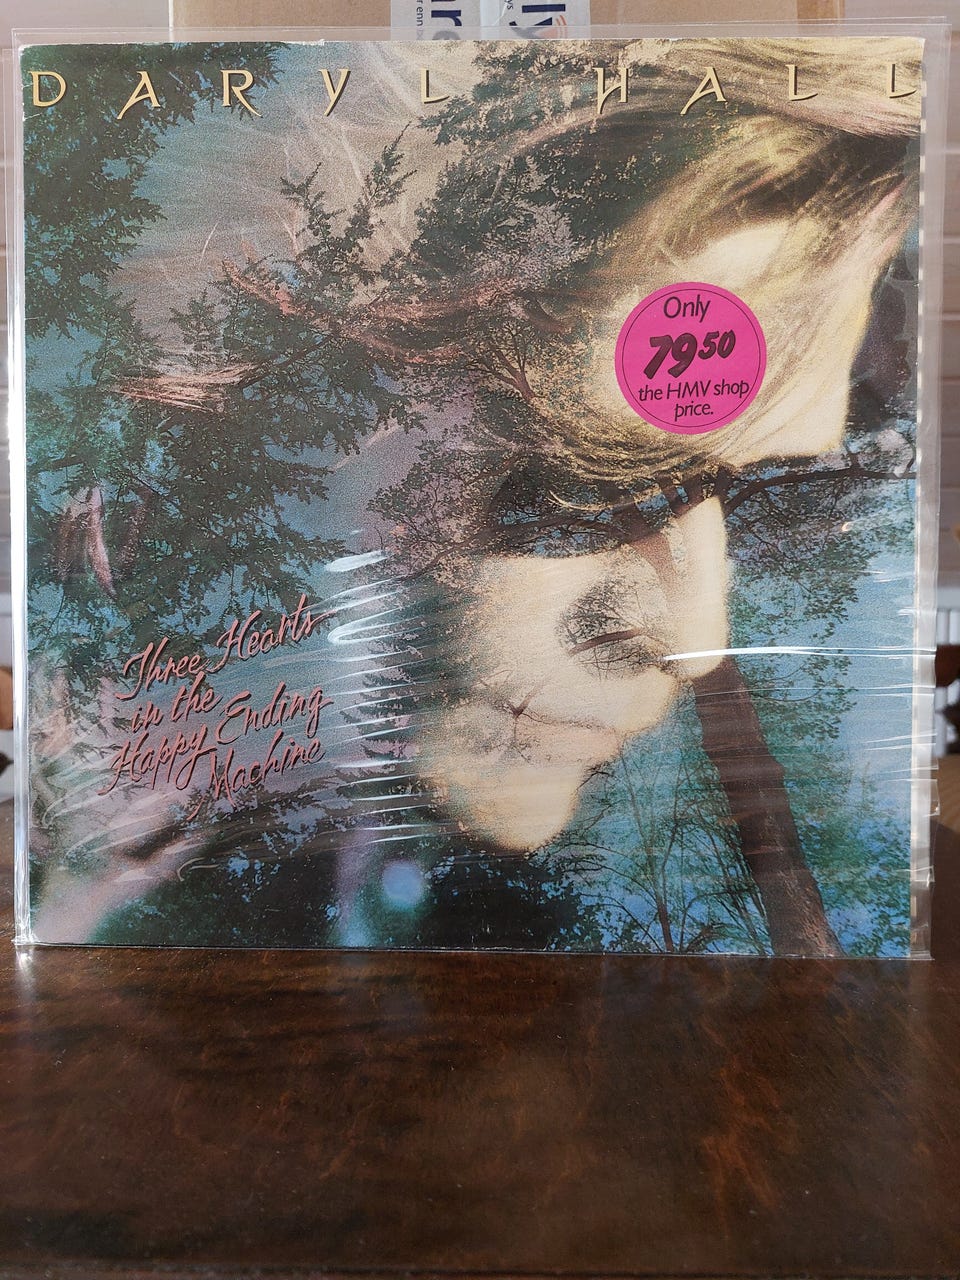 DARYL HALL
Only
79.50
the HMV shop
price.
Three Hearts
in the
Happy Ending
Machine